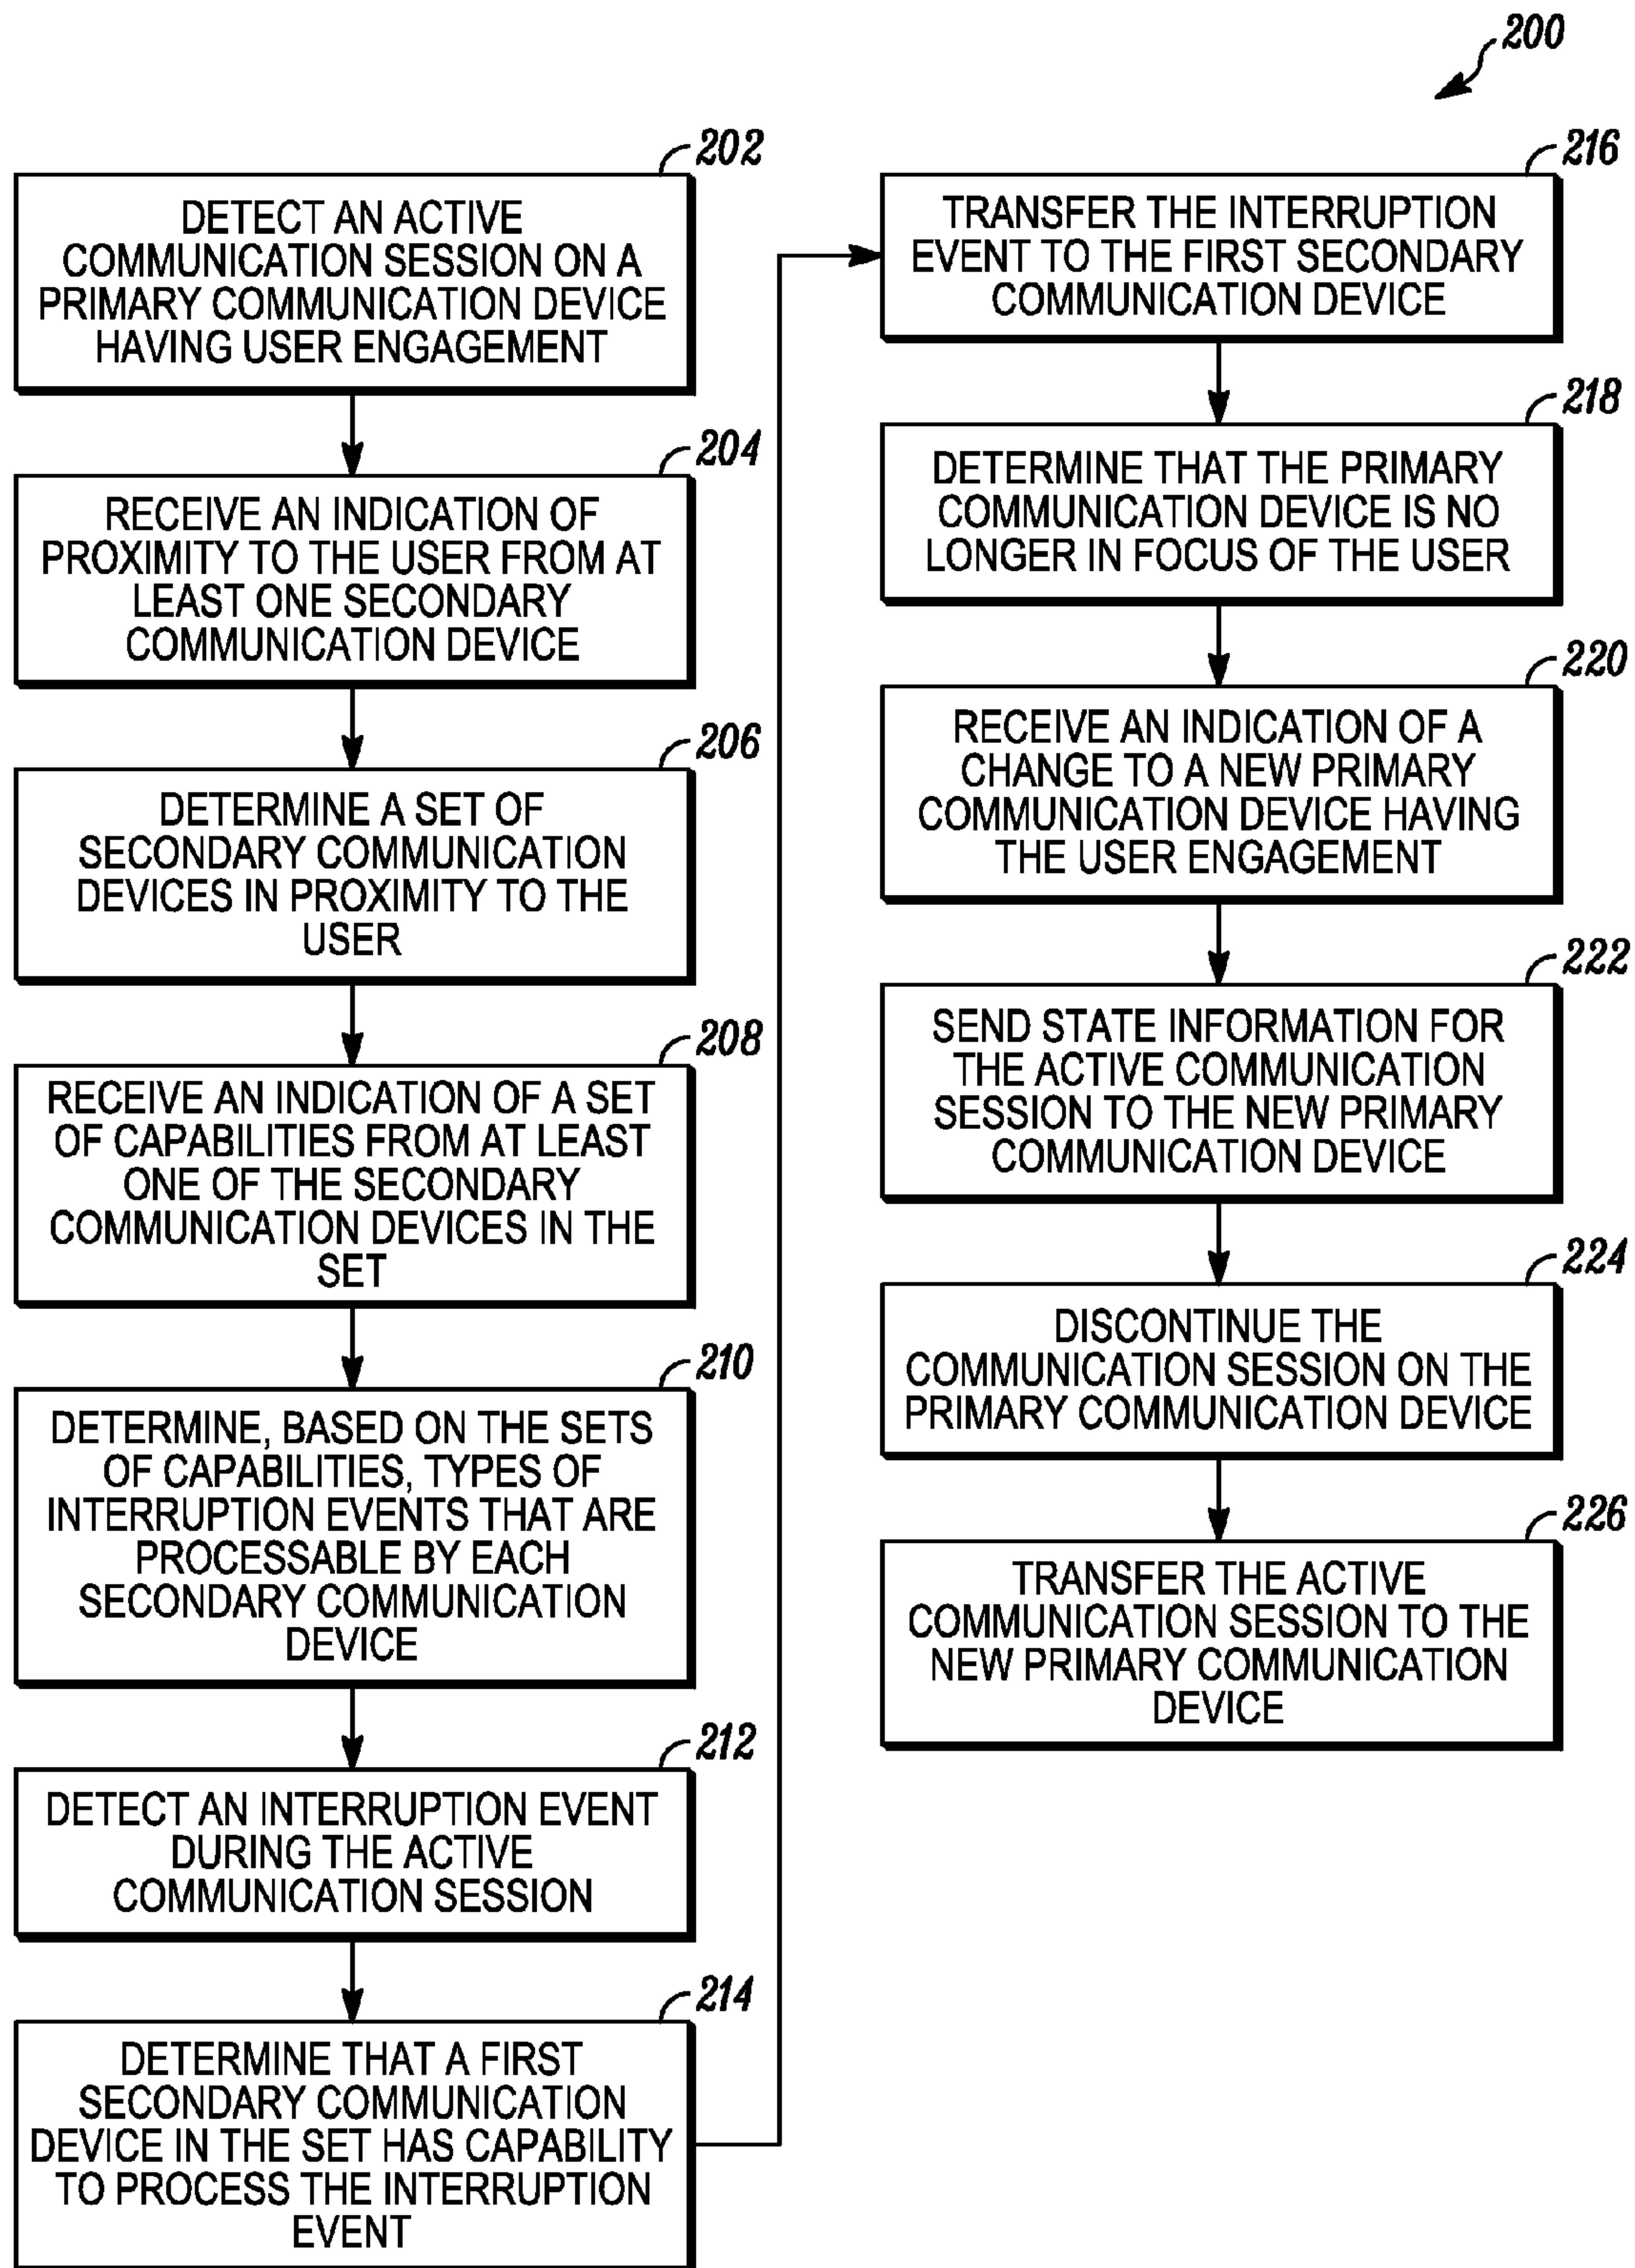 200
202
DETECT AN ACTIVE
COMMUNICATION SESSION ON A
PRIMARY COMMUNICATION DEVICE
HAVING USER ENGAGEMENT
204
RECEIVE AN INDICATION OF
PROXIMITY TO THE USER FROM AT
LEAST ONE SECONDARY
COMMUNICATION DEVICE
206
DETERMINE A SET OF
SECONDARY COMMUNICATION
DEVICES IN PROXIMITY TO THE
USER
208
RECEIVE AN INDICATION OF A SET
OF CAPABILITIES FROM AT LEAST
ONE OF THE SECONDARY
COMMUNICATION DEVICES IN THE
SET
210
DETERMINE, BASED ON THE SETS
OF CAPABILITIES, TYPES OF
INTERRUPTION EVENTS THAT ARE
PROCESSABLE BY EACH
SECONDARY COMMUNICATION
DEVICE
212
DETECT AN INTERRUPTION EVENT
DURING THE ACTIVE
COMMUNICATION SESSION
214
DETERMINE THAT A FIRST
SECONDARY COMMUNICATION
DEVICE IN THE SET HAS CAPABILITY
TO PROCESS THE INTERRUPTION
EVENT
216
TRANSFER THE INTERRUPTION
EVENT TO THE FIRST SECONDARY
COMMUNICATION DEVICE
218
DETERMINE THAT THE PRIMARY
COMMUNICATION DEVICE IS NO
LONGER IN FOCUS OF THE USER
220
RECEIVE AN INDICATION OF A
CHANGE TO A NEW PRIMARY
COMMUNICATION DEVICE HAVING
THE USER ENGAGEMENT
222
SEND STATE INFORMATION FOR
THE ACTIVE COMMUNICATION
SESSION TO THE NEW PRIMARY
COMMUNICATION DEVICE
224
DISCONTINUE THE
COMMUNICATION SESSION ON THE
PRIMARY COMMUNICATION DEVICE
226
TRANSFER THE ACTIVE
COMMUNICATION SESSION TO THE
NEW PRIMARY COMMUNICATION
DEVICE